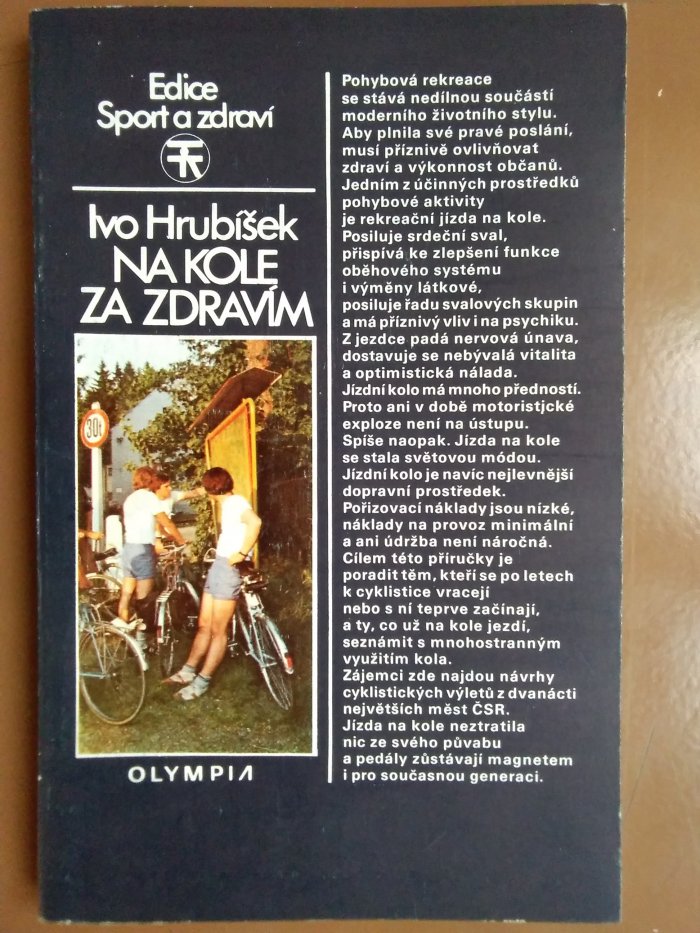 Edice
Sport a zdraví
Ivo Hrubíšek
NA KOLE
ZA ZDRAVÍM
30t
OLYMPIA
Pohybová rekreace
se stává nedílnou součástí
moderního životního stylu.
Aby plnila své pravé poslání,
musí příznivě ovlivňovat
zdraví a výkonnost občanů.
Jedním z účinných prostředků
pohybové aktivity
je rekreační jízda na kole.
Posiluje srdeční sval,
přispívá ke zlepšení funkce
oběhového systému
i výměny látkové,
posiluje řadu svalových skupin
a má příznivý vliv i na psychiku.
Z jezdce padá nervová únava,
dostavuje se nebývalá vitalita
a optimistická nálada.
Jízdní kolo má mnoho předností.
Proto ani v době motoristjcké
exploze není na ústupu.
Spíše naopak. Jízda na kole
se stala světovou módou.
Jízdní kolo je navíc nejlevnější
dopravní prostředek.
Pořizovací náklady jsou nízké,
náklady na provoz minimální
a ani údržba není náročná.
Cílem této příručky je
poradit těm, kteří se po letech
k cyklistice vracejí
nebo s ní teprve začínají,
a ty, co už na kole jezdí,
seznámit s mnohostranným
využitím kola.
Zájemci zde najdou návrhy
cyklistických výletů z dvanácti
největších měst ČSR.
Jízda na kole neztratila
nic ze svého půvabu
a pedály zůstávají magnetem
i pro současnou generaci.